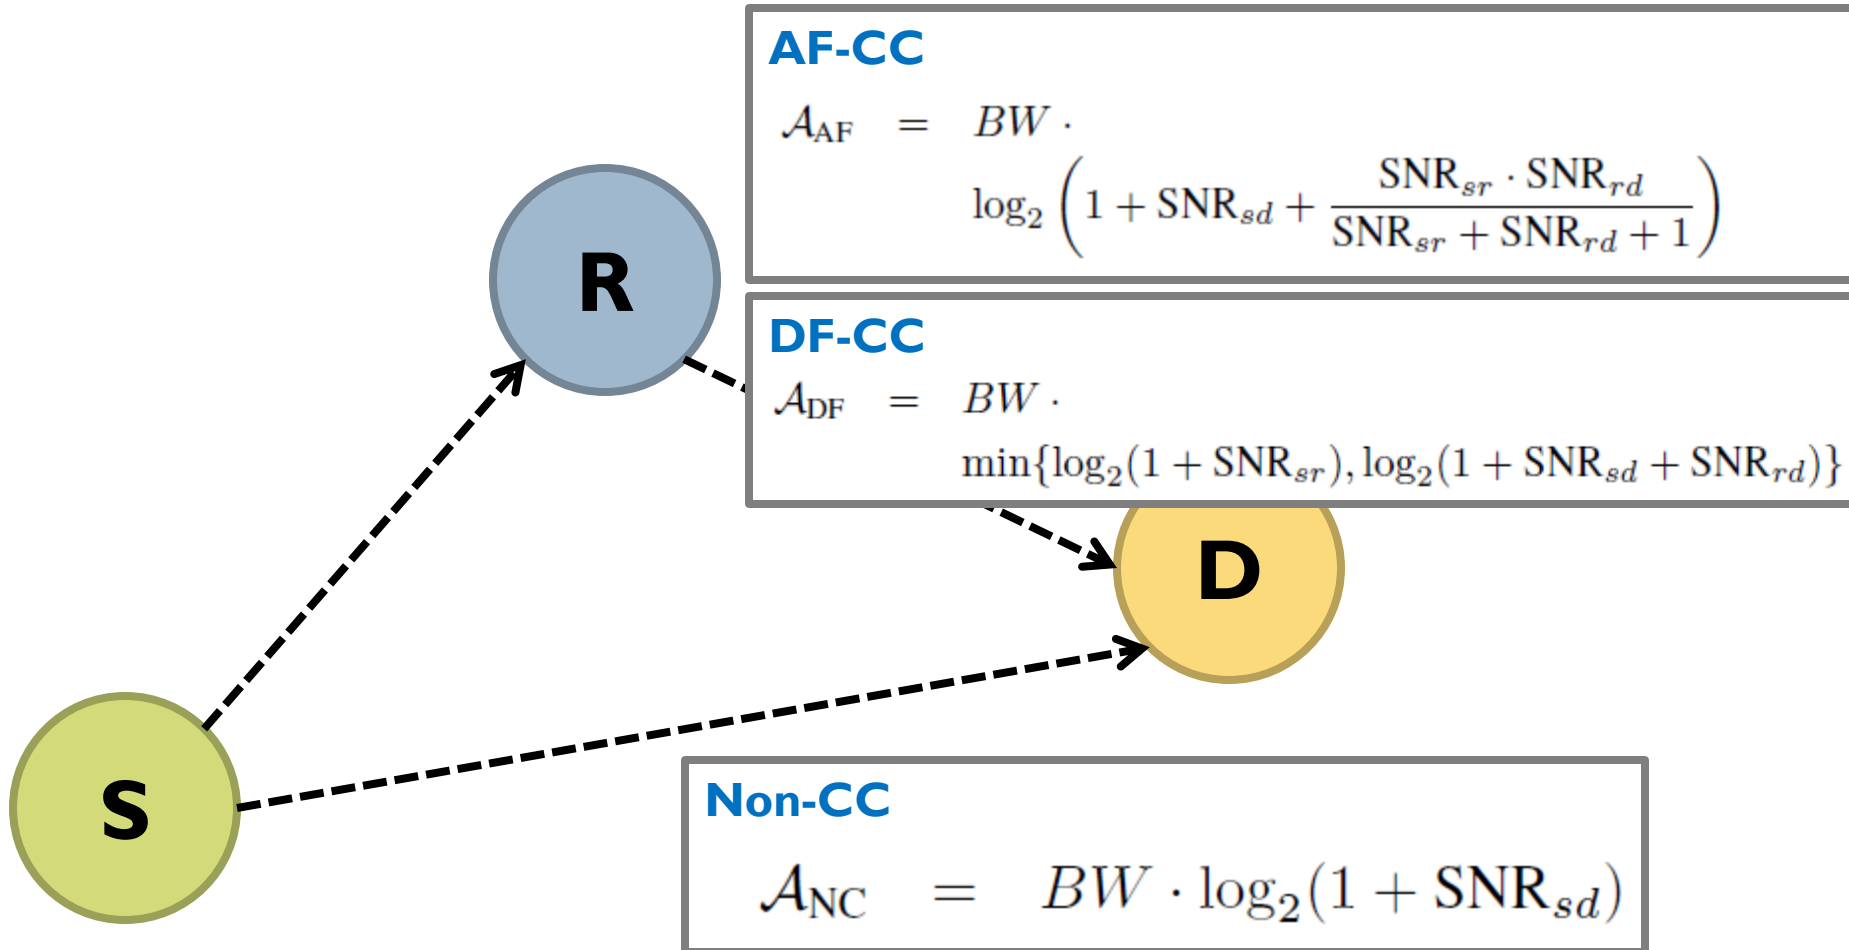 AF-CC
𝒜_AF = BW ·
log₂ (1 + SNR_sd + (SNR_sr · SNR_rd)/(SNR_sr + SNR_rd + 1))
R
DF-CC
𝒜_DF = BW ·
min{log₂(1 + SNR_sr), log₂(1 + SNR_sd + SNR_rd)}
D
S
Non-CC
𝒜_NC = BW · log₂(1 + SNR_sd)